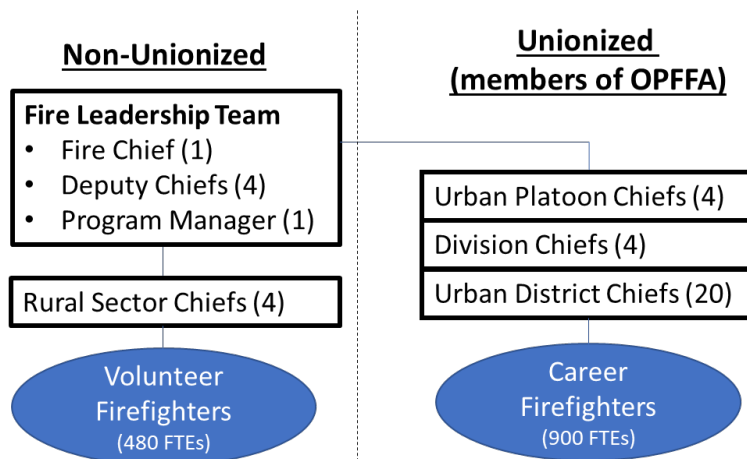 Non-Unionized
Fire Leadership Team
• Fire Chief (1)
• Deputy Chiefs (4)
• Program Manager (1)
Rural Sector Chiefs (4)
Volunteer
Firefighters
(480 FTEs)
Unionized
(members of OPFFA)
Urban Platoon Chiefs (4)
Division Chiefs (4)
Urban District Chiefs (20)
Career
Firefighters
(900 FTEs)